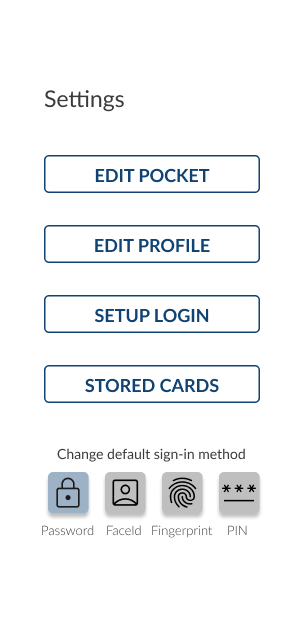 Settings
EDIT POCKET
EDIT PROFILE
SETUP LOGIN
STORED CARDS
Change default sign-in method
***
Password FaceId Fingerprint PIN